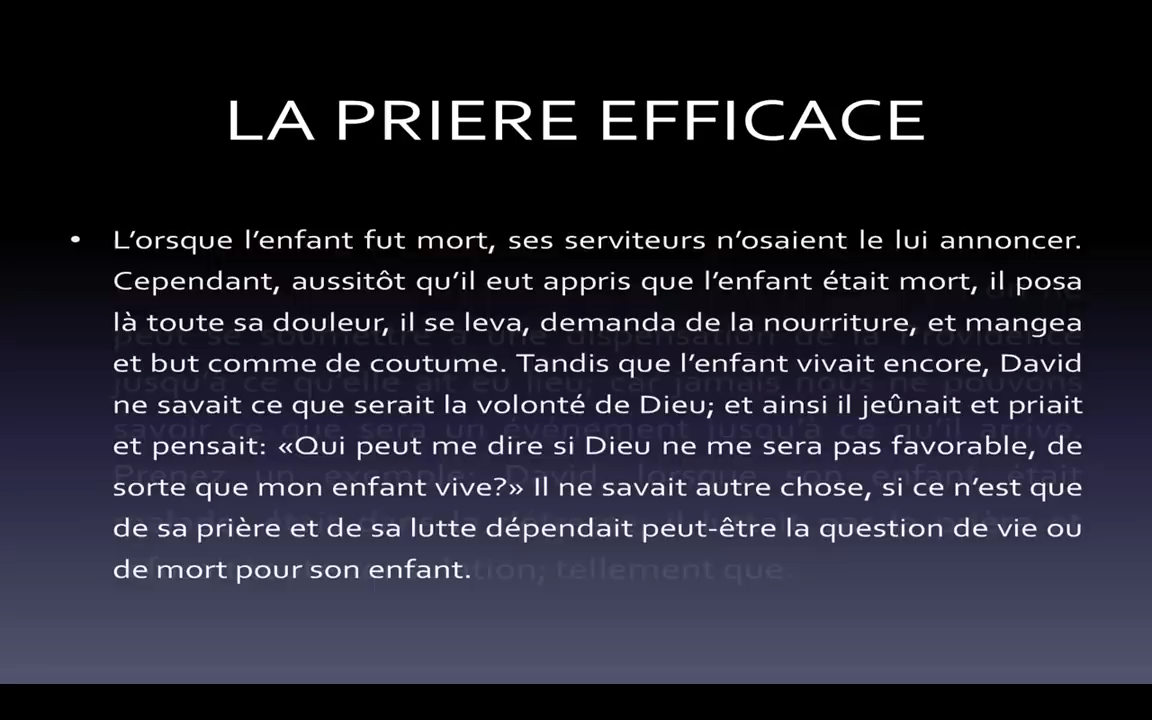 LA PRIERE EFFICACE
• L'orsque l'enfant fut mort, ses serviteurs n'osaient le lui annoncer.
Cependant, aussitôt qu'il eut appris que l'enfant était mort, il posa
là toute sa douleur, il se leva, demanda de la nourriture, et mangea
et but comme de coutume. Tandis que l'enfant vivait encore, David
ne savait ce que serait la volonté de Dieu; et ainsi il jeûnait et priait
et pensait: «Qui peut me dire si Dieu ne me sera pas favorable, de
sorte que mon enfant vive?» Il ne savait autre chose, si ce n'est que
de sa prière et de sa lutte dépendait peut-être la question de vie ou
de mort pour son enfant.